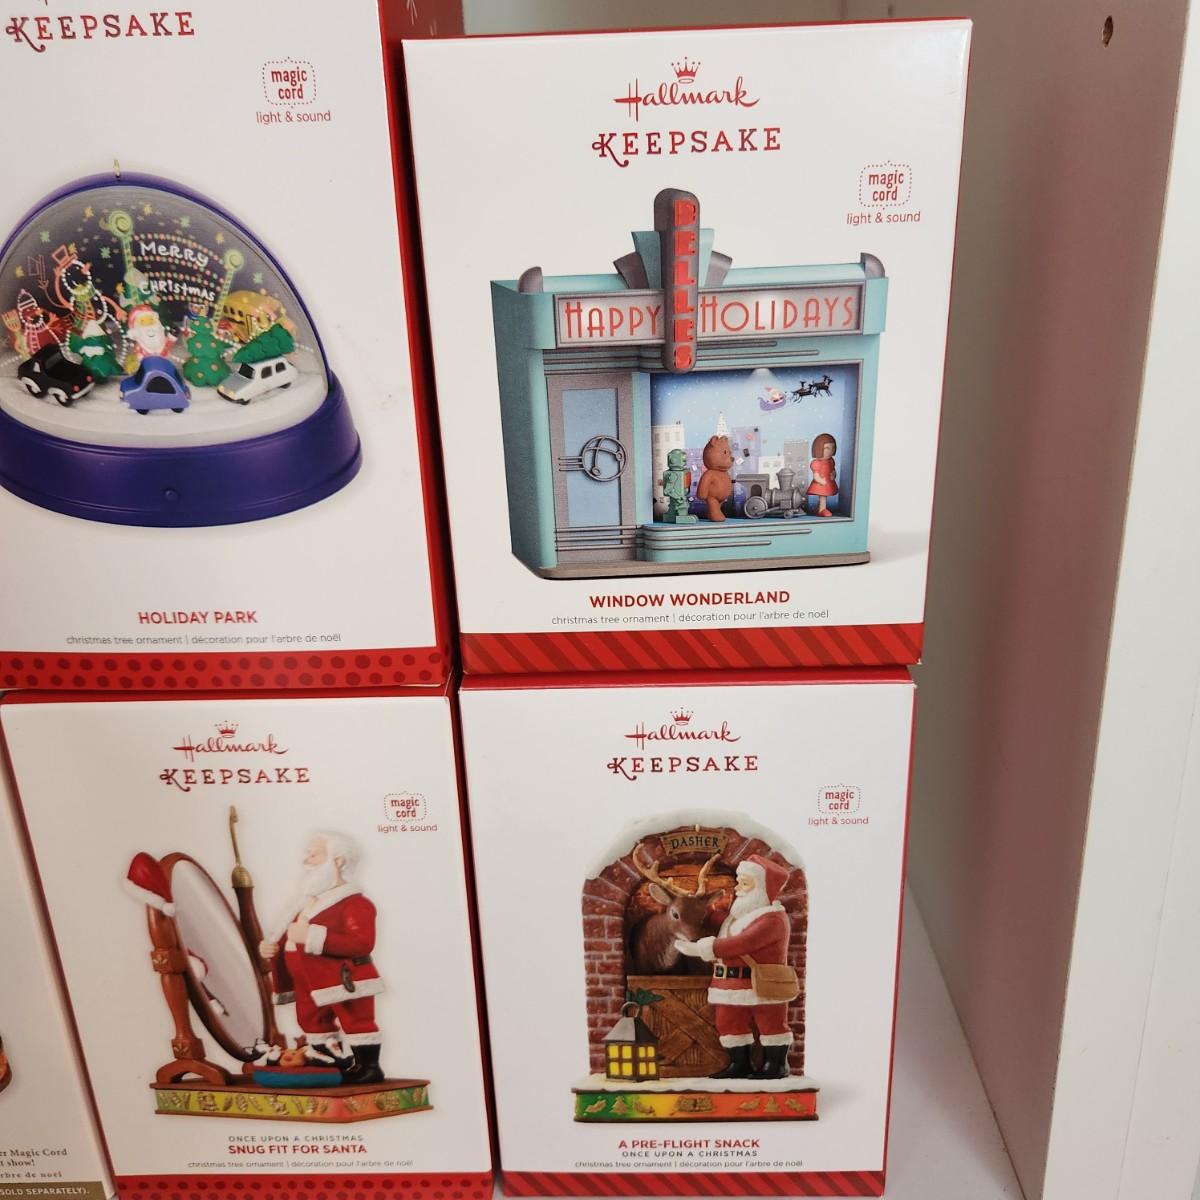 KEEPSAKE
magic
cord
light & sound
Merry
Christmas
HOLIDAY PARK
christmas tree ornament | décoration pour l'arbre de noël
Hallmark
KEEPSAKE
magic
cord
light & sound
BELLES
HAPPY HOLIDAYS
WINDOW WONDERLAND
christmas tree ornament | décoration pour l'arbre de noël
Hallmark
KEEPSAKE
magic
cord
light & sound
ONCE UPON A CHRISTMAS
SNUG FIT FOR SANTA
christmas tree ornament | décoration pour l'arbre de noël
Hallmark
KEEPSAKE
magic
cord
light & sound
DASHER
A PRE-FLIGHT SNACK
ONCE UPON A CHRISTMAS
christmas tree ornament | décoration pour l'arbre de noël
Magic Cord
show!
de noël
SOLD SEPARATELY).